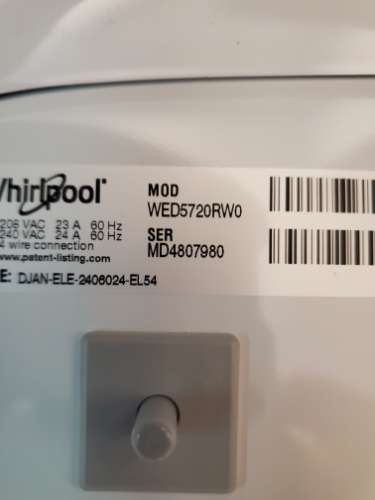 Whirlpool
MOD
WED5720RW0
208 VAC 23 A 60 Hz
240 VAC 24 A 60 Hz
4 wire connection
www.patent-listing.com
SER
MD4807980
E: DJAN-ELE-2406024-EL54